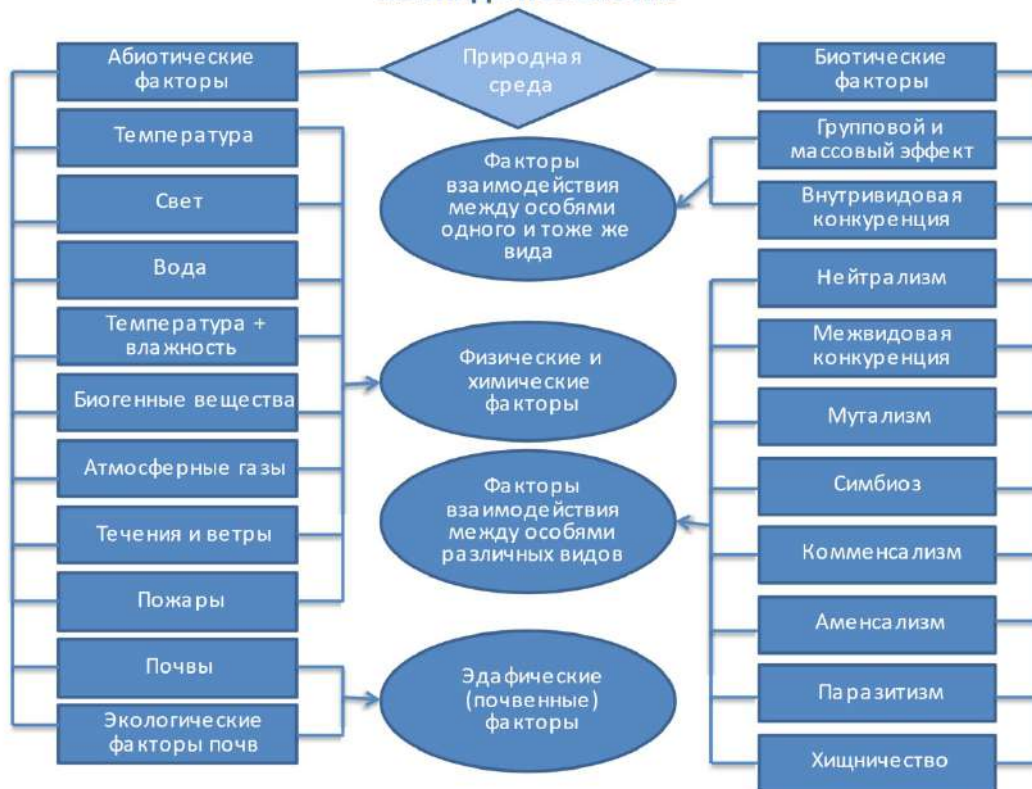 Природная
среда
Абиотические
факторы
Температура
Свет
Вода
Температура +
влажность
Биогенные вещества
Атмосферные газы
Течения и ветры
Пожары
Почвы
Экологические
факторы почв
Факторы
взаимодействия
между особями
одного и тоже же
вида
Физические и
химические
факторы
Факторы
взаимодействия
между особями
различных видов
Эдафические
(почвенные)
факторы
Биотические
факторы
Групповой и
массовый эффект
Внутривидовая
конкуренция
Нейтрализм
Межвидовая
конкуренция
Мутализм
Симбиоз
Комменсализм
Аменсализм
Паразитизм
Хищничество